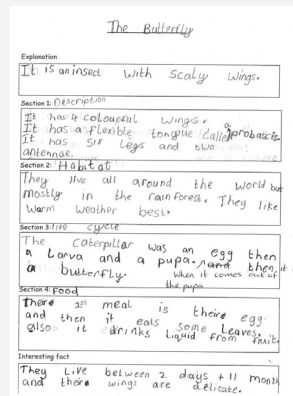 The Butterfly
Explanation
It is an insect with scaly wings.
Section 1: Description
It has 4 colourful wings.
It has a flexible tongue called a probascis.
It has six legs and two
antennae.
Section 2: Habitat
They live all around the world but
mostly in the rainforest. They like
warm weather best.
Section 3: life cycle
The caterpillar was an egg then
a larva and a pupa. and then it is
a butterfly. when it comes out of
the pupa
Section 4: Food
Theire 1st meal is theire egg
and then it eats some leaves.
also it drinks liquid from fruit.
Interesting fact
They live between 2 days + 11 month
and their wings are delicate.